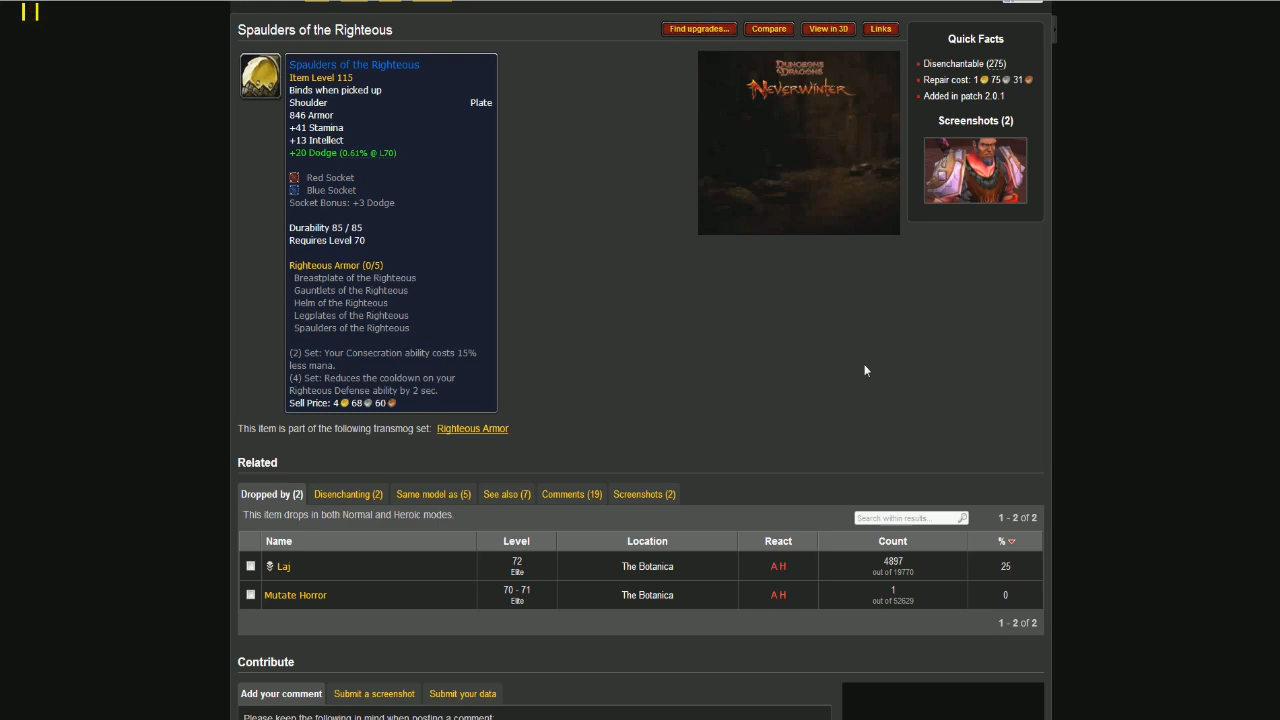 Spaulders of the Righteous
Find upgrades...
Compare
View in 3D
Links
Spaulders of the Righteous
Item Level 115
Binds when picked up
Shoulder Plate
846 Armor
+41 Stamina
+13 Intellect
+20 Dodge (0.61% @ L70)
Red Socket
Blue Socket
Socket Bonus: +3 Dodge
Durability 85 / 85
Requires Level 70
Righteous Armor (0/5)
Breastplate of the Righteous
Gauntlets of the Righteous
Helm of the Righteous
Legplates of the Righteous
Spaulders of the Righteous
(2) Set: Your Consecration ability costs 15%
less mana.
(4) Set: Reduces the cooldown on your
Righteous Defense ability by 2 sec.
Sell Price: 4 68 60
DUNGEONS & DRAGONS
NEVERWINTER
Quick Facts
Disenchantable (275)
Repair cost: 1 75 31
Added in patch 2.0.1
Screenshots (2)
This item is part of the following transmog set: Righteous Armor
Related
Dropped by (2)
Disenchanting (2)
Same model as (5)
See also (7)
Comments (19)
Screenshots (2)
This item drops in both Normal and Heroic modes.
Search within results...
1 - 2 of 2
Name Level Location React Count %
Laj 72 The Botanica A H 4897 25
Elite out of 19770
Mutate Horror 70 - 71 The Botanica A H 1 0
Elite out of 52629
1 - 2 of 2
Contribute
Add your comment
Submit a screenshot
Submit your data
Please keep the following in mind when posting a comment: